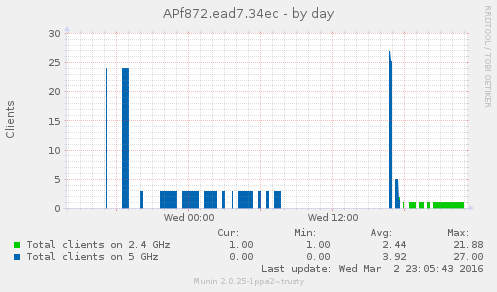 APf872.ead7.34ec - by day
RRDTOOL / TOBI OETIKER
Clients
30
25
20
15
10
5
0
Wed 00:00 Wed 12:00
Cur: Min: Avg: Max:
Total clients on 2.4 GHz 1.00 1.00 2.44 21.88
Total clients on 5 GHz 0.00 0.00 3.92 27.00
Last update: Wed Mar 2 23:05:43 2016
Munin 2.0.25-1ppa2~trusty